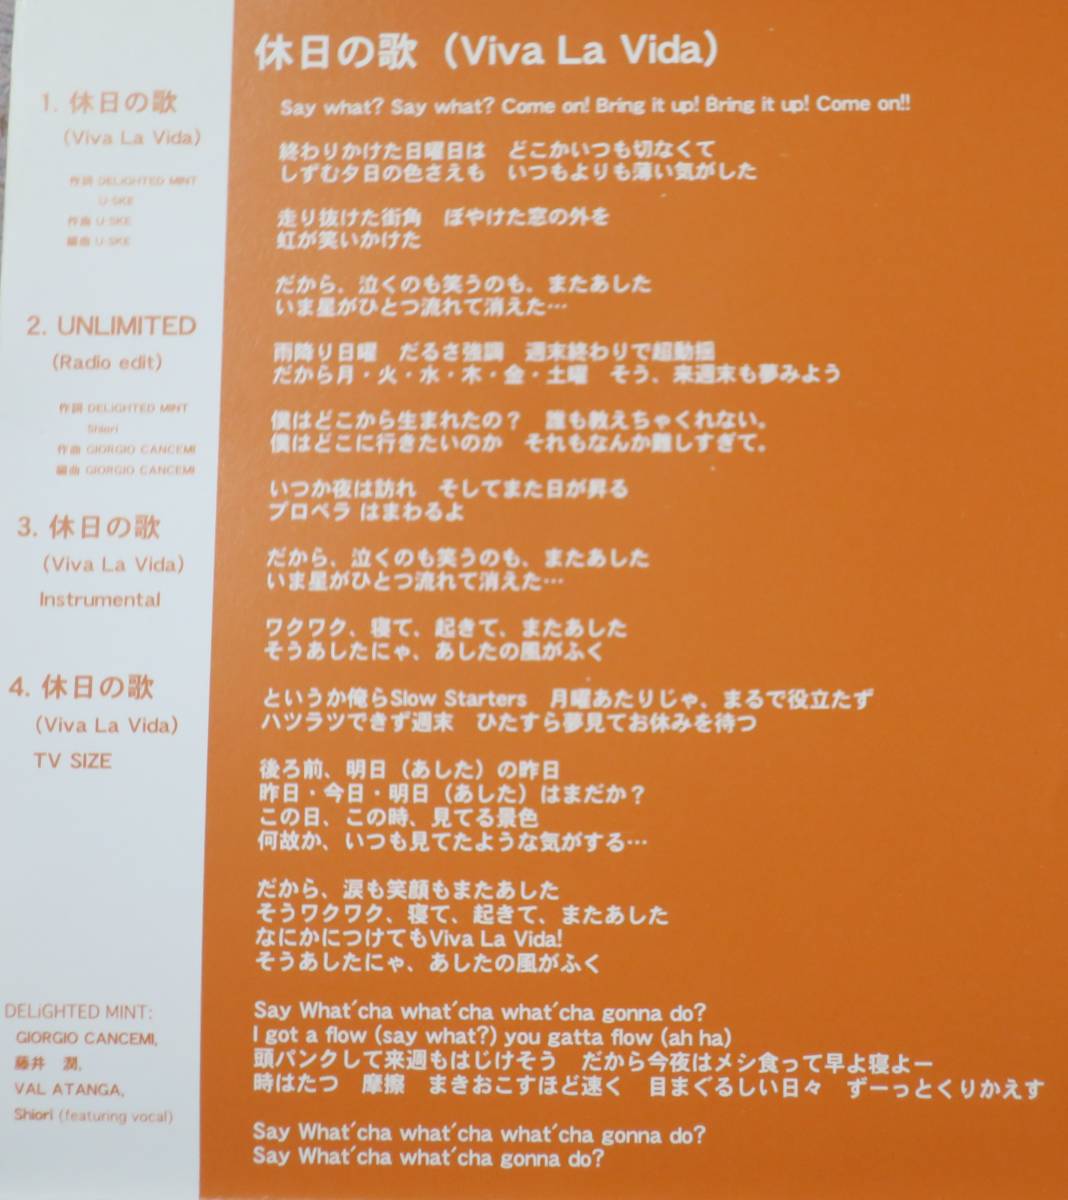 1. 休日の歌
(Viva La Vida)
作詞 DELiGHTED MINT
U-SKE
作曲 U-SKE
編曲 U-SKE
2. UNLIMITED
(Radio edit)
作詞 DELiGHTED MINT
Shiori
作曲 GIORGIO CANCEMI
編曲 GIORGIO CANCEMI
3. 休日の歌
(Viva La Vida)
Instrumental
4. 休日の歌
(Viva La Vida)
TV SIZE
DELiGHTED MINT:
GIORGIO CANCEMI,
藤井　潤,
VAL ATANGA,
Shiori (featuring vocal)
休日の歌（Viva La Vida）
Say what? Say what? Come on! Bring it up! Bring it up! Come on!!
終わりかけた日曜日は　どこかいつも切なくて
しずむ夕日の色さえも　いつもよりも薄い気がした
走り抜けた街角　ぼやけた窓の外を
虹が笑いかけた
だから、泣くのも笑うのも、またあした
いま星がひとつ流れて消えた…
雨降り日曜　だるさ強調　週末終わりで超動揺
だから月・火・水・木・金・土曜　そう、来週末も夢みよう
僕はどこから生まれたの？　誰も教えちゃくれない。
僕はどこに行きたいのか　それもなんか難しすぎて。
いつか夜は訪れ　そしてまた日が昇る
プロペラ はまわるよ
だから、泣くのも笑うのも、またあした
いま星がひとつ流れて消えた…
ワクワク、寝て、起きて、またあした
そうあしたにゃ、あしたの風がふく
というか俺らSlow Starters　月曜あたりじゃ、まるで役立たず
ハツラツできず週末　ひたすら夢見てお休みを待つ
後ろ前、明日（あした）の昨日
昨日・今日・明日（あした）はまだか？
この日、この時、見てる景色
何故か、いつも見てたような気がする…
だから、涙も笑顔もまたあした
そうワクワク、寝て、起きて、またあした
なにかにつけてもViva La Vida!
そうあしたにゃ、あしたの風がふく
Say What'cha what'cha what'cha gonna do?
I got a flow (say what?) you gatta flow (ah ha)
頭パンクして来週もはじけそう　だから今夜はメシ食って早よ寝よー
時はたつ　摩擦　まきおこすほど速く　目まぐるしい日々　ずーっとくりかえす
Say What'cha what'cha what'cha gonna do?
Say What'cha what'cha gonna do?